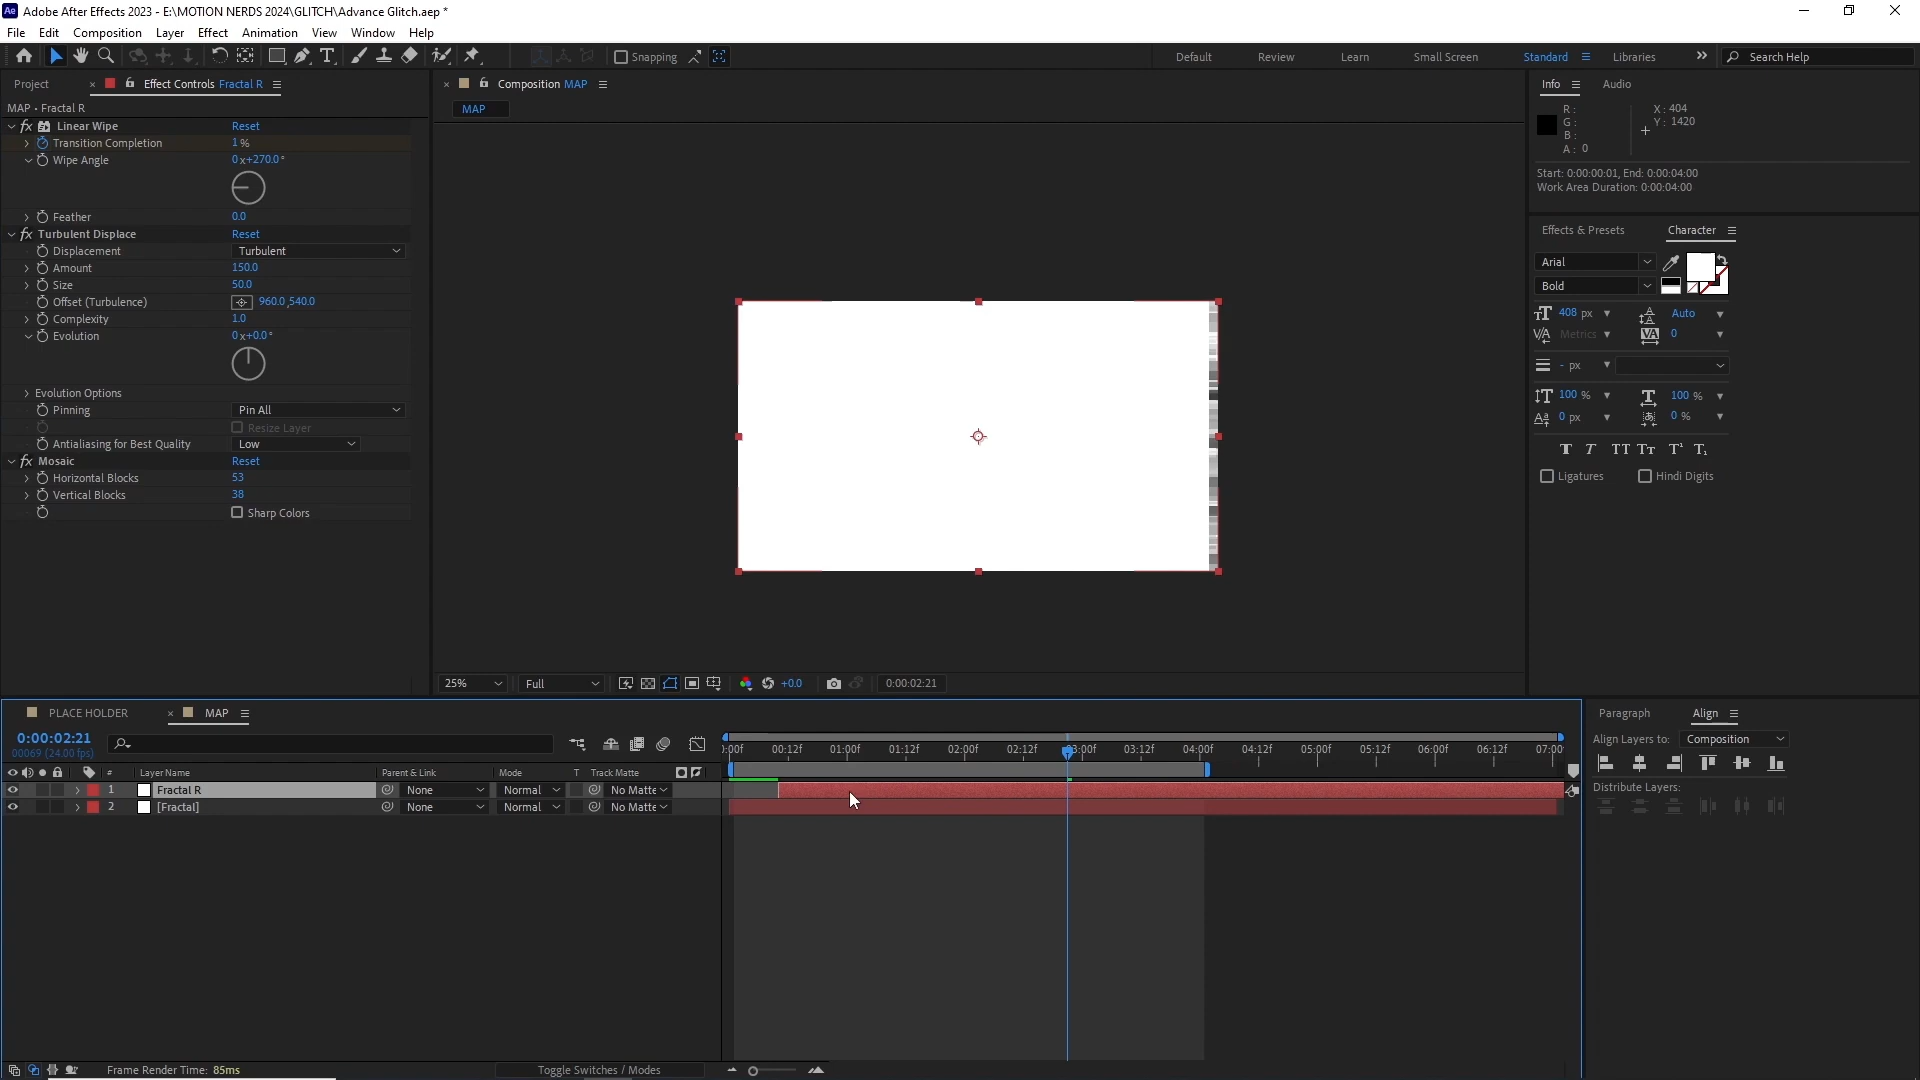 Adobe After Effects 2023 - E:\MOTION NERDS 2024\GLITCH\Advance Glitch.aep *
File Edit Composition Layer Effect Animation View Window Help
Snapping
Default Review Learn Small Screen Standard Libraries Search Help
Project Effect Controls Fractal R
MAP • Fractal R
fx Linear Wipe Reset
Transition Completion 1 %
Wipe Angle 0 x+270.0 °
Feather 0.0
fx Turbulent Displace Reset
Displacement Turbulent
Amount 150.0
Size 50.0
Offset (Turbulence) 960.0,540.0
Complexity 1.0
Evolution 0 x+0.0 °
Evolution Options
Pinning Pin All
Resize Layer
Antialiasing for Best Quality Low
fx Mosaic Reset
Horizontal Blocks 53
Vertical Blocks 38
Sharp Colors
Composition MAP
MAP
25% Full +0.0 0:00:02:21
Info Audio
R : X : 404
G : Y : 1420
B :
A : 0
Start: 0:00:00:01, End: 0:00:04:00
Work Area Duration: 0:00:04:00
Effects & Presets Character
Arial
Bold
408 px Auto
Metrics 0
- px
100 % 100 %
0 px 0 %
Ligatures Hindi Digits
PLACE HOLDER MAP
0:00:02:21
00069 (24.00 fps)
# Layer Name Parent & Link Mode T Track Matte
1 Fractal R None Normal No Matte
2 [Fractal] None Normal No Matte
):00f 00:12f 01:00f 01:12f 02:00f 02:12f 03:00f 03:12f 04:00f 04:12f 05:00f 05:12f 06:00f 06:12f 07:00
Frame Render Time: 85ms Toggle Switches / Modes
Paragraph Align
Align Layers to: Composition
Distribute Layers: